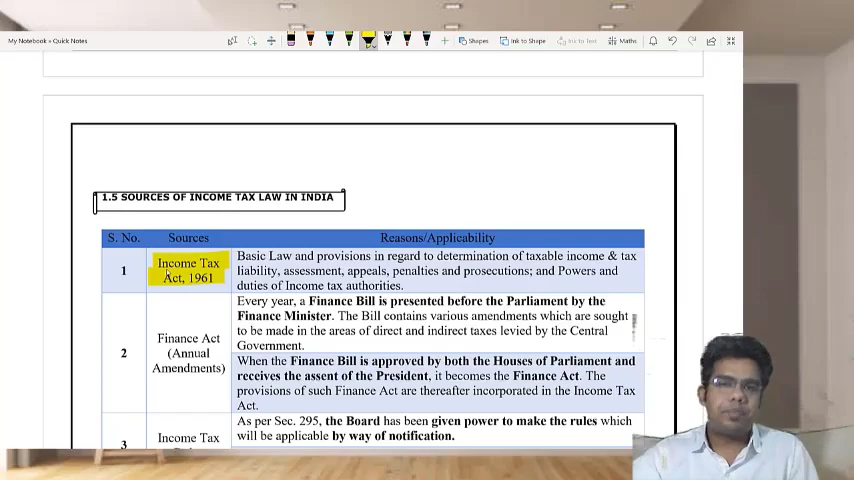 My Notebook » Quick Notes
Shapes
Ink to Shape
Ink to Text
Maths
1.5 SOURCES OF INCOME TAX LAW IN INDIA
S. No. Sources Reasons/Applicability
1
Income Tax
Act, 1961
Basic Law and provisions in regard to determination of taxable income & tax
liability, assessment, appeals, penalties and prosecutions; and Powers and
duties of Income tax authorities.
2
Finance Act
(Annual
Amendments)
Every year, a Finance Bill is presented before the Parliament by the
Finance Minister. The Bill contains various amendments which are sought
to be made in the areas of direct and indirect taxes levied by the Central
Government.
When the Finance Bill is approved by both the Houses of Parliament and
receives the assent of the President, it becomes the Finance Act. The
provisions of such Finance Act are thereafter incorporated in the Income Tax
Act.
3
Income Tax
As per Sec. 295, the Board has been given power to make the rules which
will be applicable by way of notification.